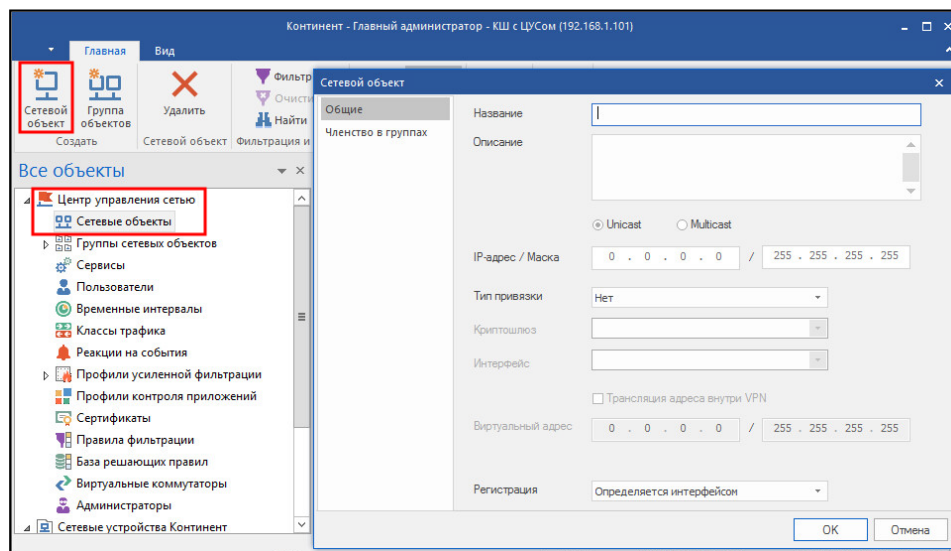 Континент - Главный администратор - КШ с ЦУСом (192.168.1.101)
Главная Вид
Сетевой объект
Группа объектов
Удалить
Фильтр
Очисти
Найти
Создать Сетевой объект Фильтрация и
Все объекты
Центр управления сетью
Сетевые объекты
Группы сетевых объектов
Сервисы
Пользователи
Временные интервалы
Классы трафика
Реакции на события
Профили усиленной фильтрации
Профили контроля приложений
Сертификаты
Правила фильтрации
База решающих правил
Виртуальные коммутаторы
Администраторы
Сетевые устройства Континент
Сетевой объект
Общие
Членство в группах
Название
Описание
Unicast Multicast
IP-адрес / Маска 0 . 0 . 0 . 0 / 255 . 255 . 255 . 255
Тип привязки Нет
Криптошлюз
Интерфейс
Трансляция адреса внутри VPN
Виртуальный адрес 0 . 0 . 0 . 0 / 255 . 255 . 255 . 255
Регистрация Определяется интерфейсом
OK Отмена